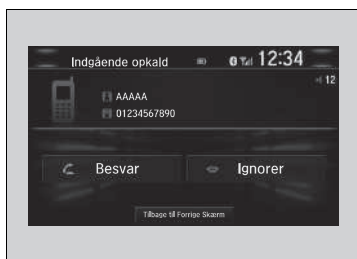 Indgående opkald 12:34
12
AAAAA
01234567890
Besvar Ignorer
Tilbage til Forrige Skærm